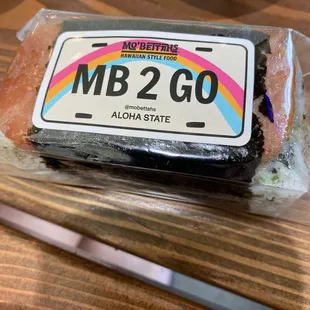 MO'BETTAHS
HAWAIIAN STYLE FOOD
MB 2 GO
@mobettahs
ALOHA STATE